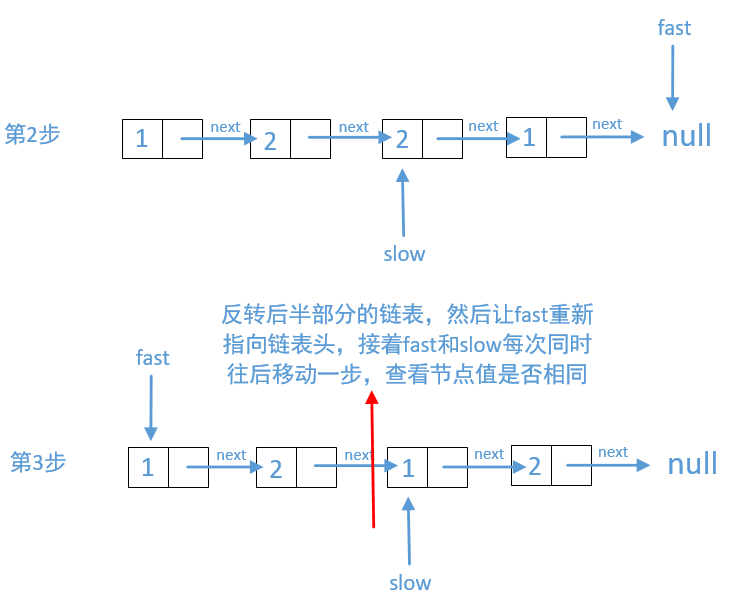 fast
第2步
1 next 2 next 2 next 1 next null
slow
反转后半部分的链表，然后让fast重新
指向链表头，接着fast和slow每次同时
往后移动一步，查看节点值是否相同
fast
第3步
1 next 2 next 1 next 2 next null
slow